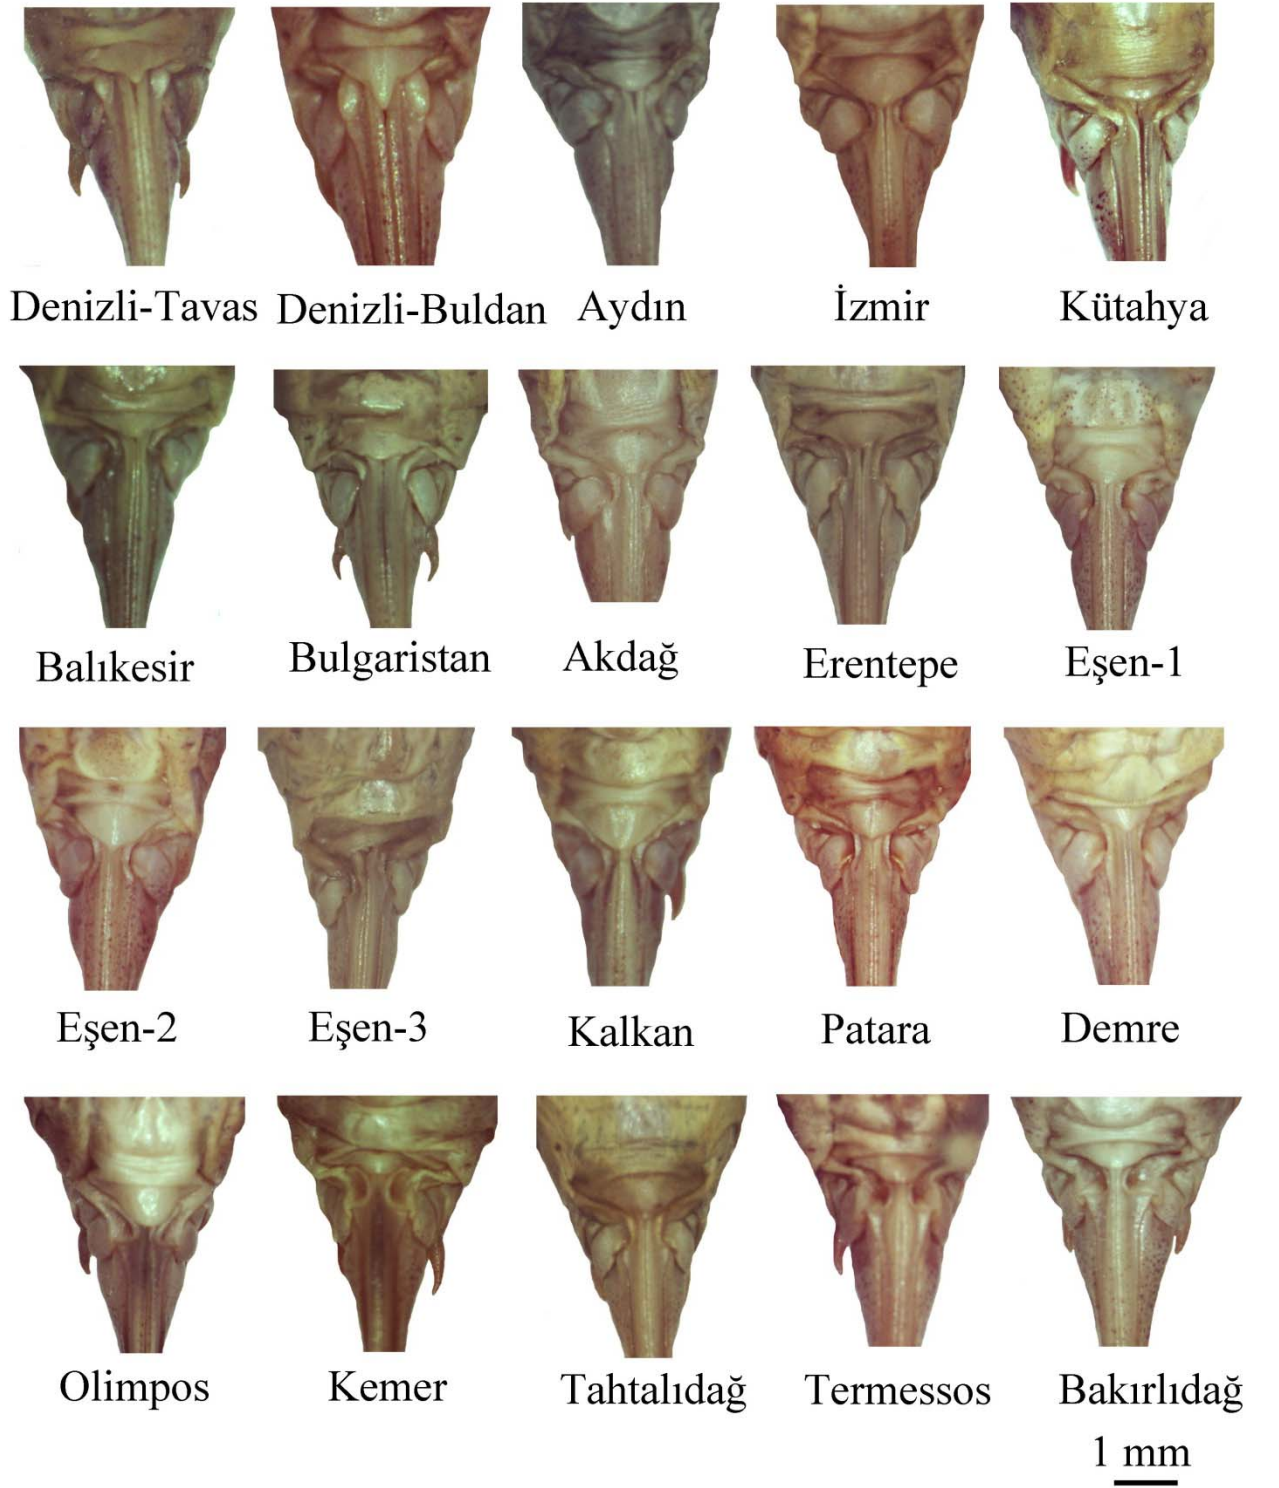 Denizli-Tavas
Denizli-Buldan
Aydın
İzmir
Kütahya
Balıkesir
Bulgaristan
Akdağ
Erentepe
Eşen-1
Eşen-2
Eşen-3
Kalkan
Patara
Demre
Olimpos
Kemer
Tahtalıdağ
Termessos
Bakırlıdağ
1 mm